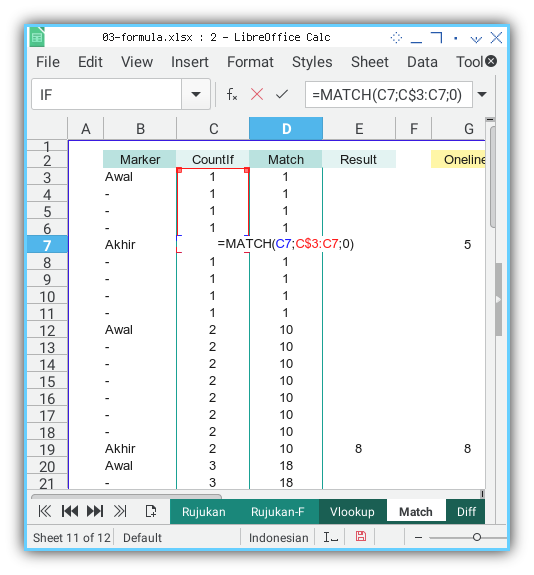 03-formula.xlsx : 2 - LibreOffice Calc
File Edit View Insert Format Styles Sheet Data Tool
IF =MATCH(C7;C$3:C7;0)
A B C D E F G
1
2 Marker CountIf Match Result Oneline
3 Awal 1 1
4 - 1 1
5 - 1 1
6 - 1 1
7 Akhir =MATCH(C7;C$3:C7;0) 5
8 - 1 1
9 - 1 1
10 - 1 1
11 - 1 1
12 Awal 2 10
13 - 2 10
14 - 2 10
15 - 2 10
16 - 2 10
17 - 2 10
18 - 2 10
19 Akhir 2 10 8 8
20 Awal 3 18
21 - 3 18
Rujukan Rujukan-F Vlookup Match Diff
Sheet 11 of 12 Default Indonesian